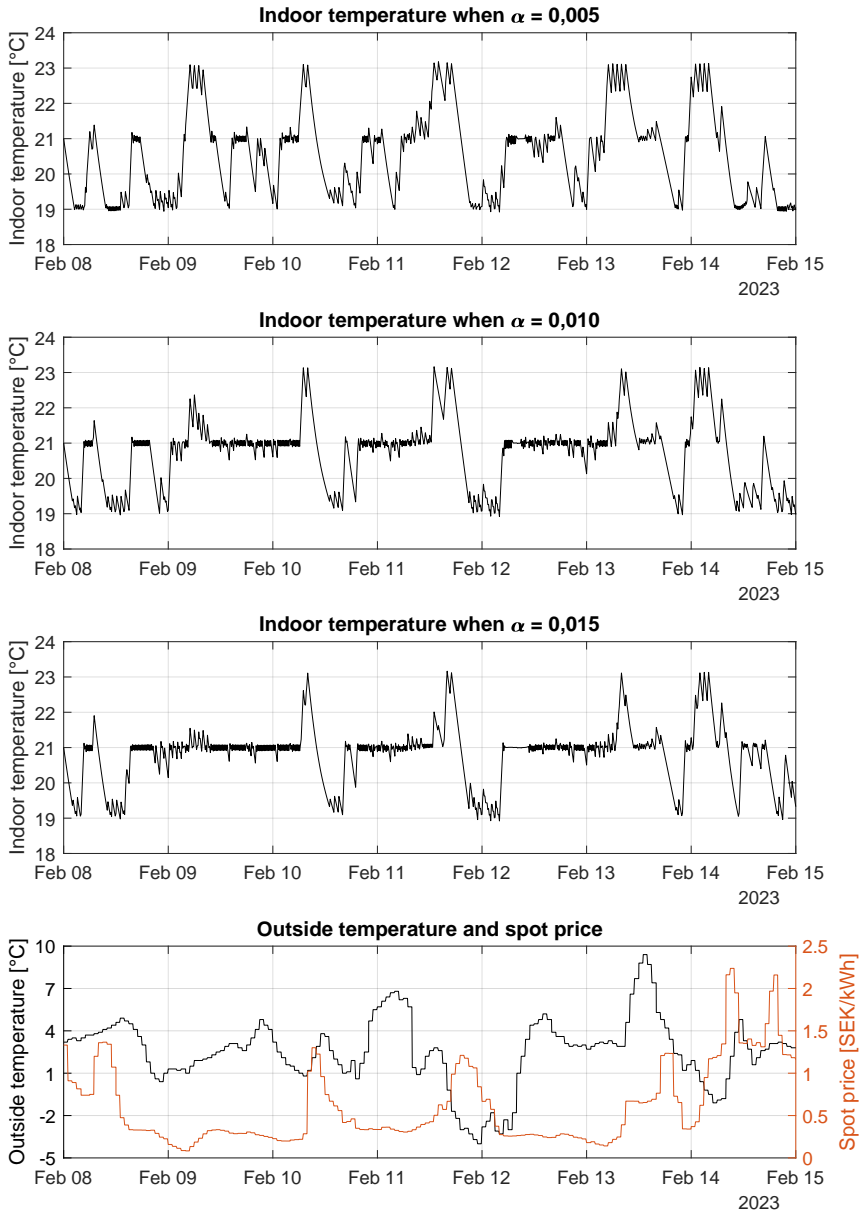 Indoor temperature when α = 0,005
Indoor temperature [°C]
24
23
22
21
20
19
18
Feb 08 Feb 09 Feb 10 Feb 11 Feb 12 Feb 13 Feb 14 Feb 15
2023
Indoor temperature when α = 0,010
Indoor temperature [°C]
24
23
22
21
20
19
18
Feb 08 Feb 09 Feb 10 Feb 11 Feb 12 Feb 13 Feb 14 Feb 15
2023
Indoor temperature when α = 0,015
Indoor temperature [°C]
24
23
22
21
20
19
18
Feb 08 Feb 09 Feb 10 Feb 11 Feb 12 Feb 13 Feb 14 Feb 15
2023
Outside temperature and spot price
Outside temperature [°C]
10
7
4
1
-2
-5
2.5
2
1.5
1
0.5
0
Spot price [SEK/kWh]
Feb 08 Feb 09 Feb 10 Feb 11 Feb 12 Feb 13 Feb 14 Feb 15
2023